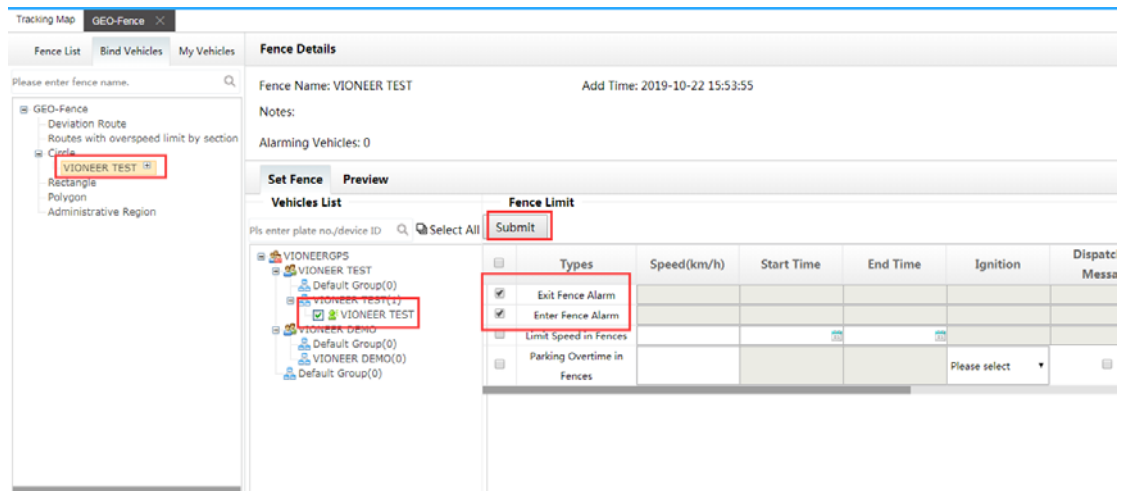 Tracking Map GEO-Fence
Fence List Bind Vehicles My Vehicles
Please enter fence name.
GEO-Fence
Deviation Route
Routes with overspeed limit by section
Circle
VIONEER TEST
Rectangle
Polygon
Administrative Region
Fence Details
Fence Name: VIONEER TEST Add Time: 2019-10-22 15:53:55
Notes:
Alarming Vehicles: 0
Set Fence Preview
Vehicles List
Pls enter plate no./device ID Select All
VIONEERGPS
VIONEER TEST
Default Group(0)
VIONEER TEST(1)
VIONEER TEST
VIONEER DEMO
Default Group(0)
VIONEER DEMO(0)
Default Group(0)
Fence Limit
Submit
Types Speed(km/h) Start Time End Time Ignition Dispatc
Messa
Exit Fence Alarm
Enter Fence Alarm
Limit Speed in Fences
Parking Overtime in
Fences
Please select